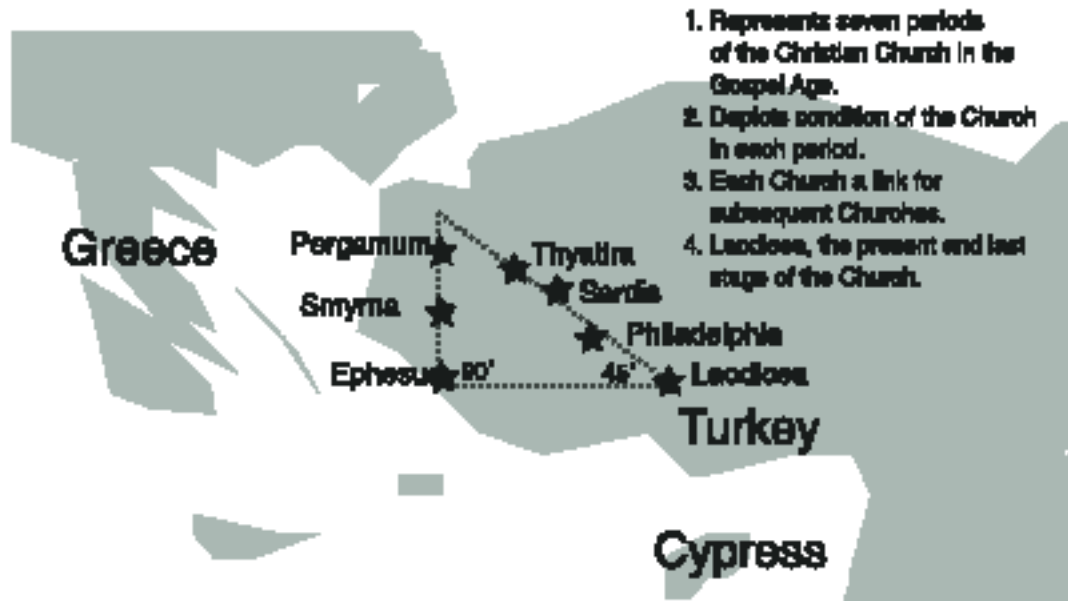 1. Represents seven periods
of the Christian Church in the
Gospel Age.
2. Depicts condition of the Church
in each period.
3. Each Church a link for
subsequent Churches.
4. Laodicea, the present and last
stage of the Church.
Greece
Pergamum
Thyatira
Sardis
Smyrna
Philadelphia
Ephesus
90°
45°
Laodicea
Turkey
Cypress